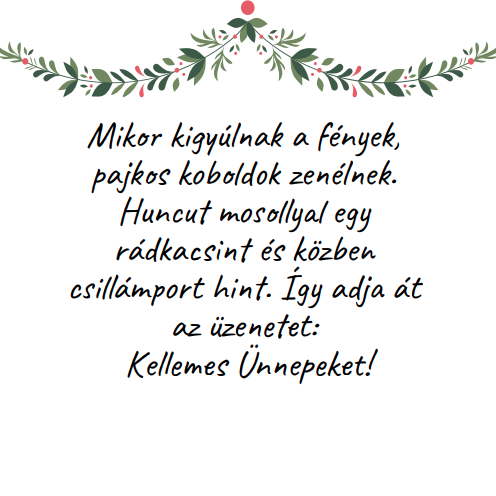 Mikor kigyúlnak a fények,
pajkos koboldok zenélnek.
Huncut mosollyal egy
rádkacsint és közben
csillámport hint. Így adja át
az üzenetet:
Kellemes Ünnepeket!